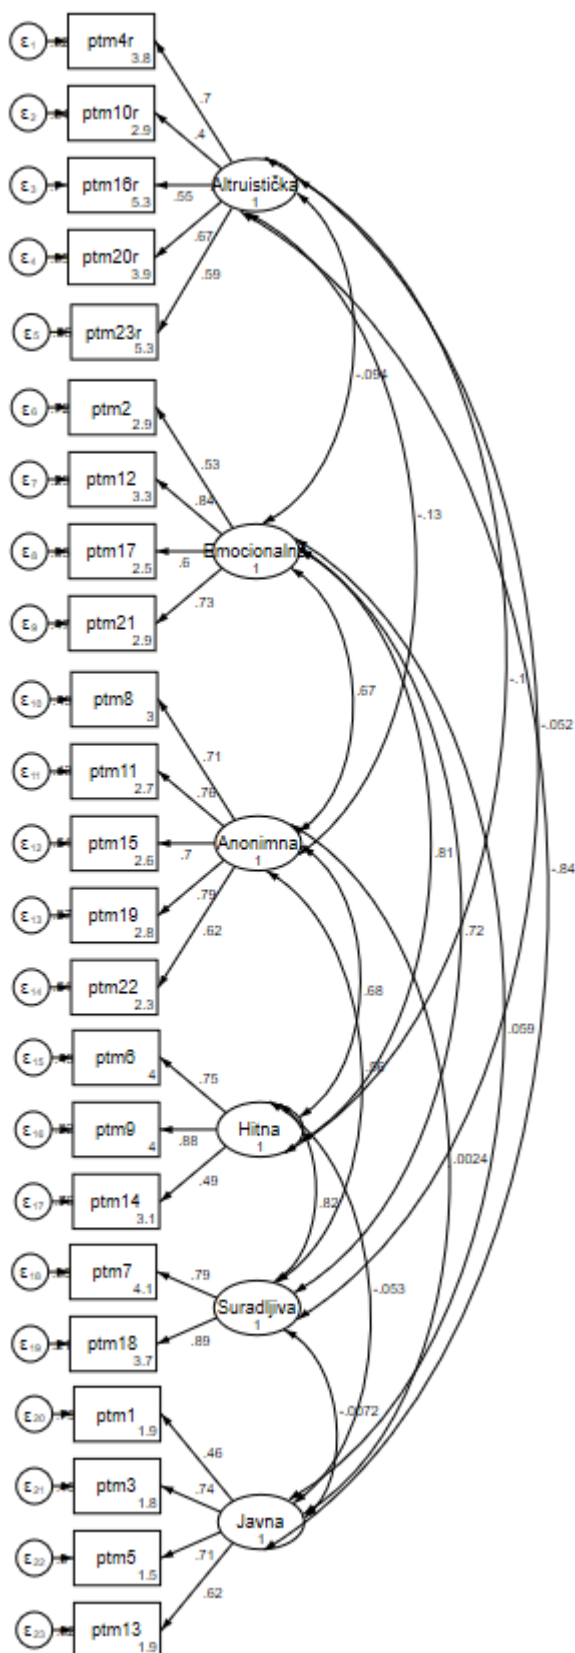 ε1 ptm4r 3.8
.7
ε2 ptm10r 2.9
.4
ε3 ptm16r 5.3
.55
Altruistička 1
ε4 ptm20r 3.9
.67
.59
ε5 ptm23r 5.3
-.094
ε6 ptm2 2.9
.53
ε7 ptm12 3.3
.84
-.13
ε8 ptm17 2.5
.6
1
ε9 ptm21 2.9
.73
-.1
.67
ε10 ptm8 3
-.052
.71
ε11 ptm11 2.7
.76
ε12 ptm15 2.6
.7
Anonimna 1
.81
-.84
ε13 ptm19 2.8
.79
.72
.62
ε14 ptm22 2.3
.68
.059
ε15 ptm6 4
.75
ε16 ptm9 4
.88
Hitna 1
.0024
ε17 ptm14 3.1
.49
.82
ε18 ptm7 4.1
.79
-.053
Suradljiva 1
ε19 ptm18 3.7
.89
ε20 ptm1 1.9
-.0072
.46
ε21 ptm3 1.8
.74
Javna 1
ε22 ptm5 1.5
.71
.62
ε23 ptm13 1.9